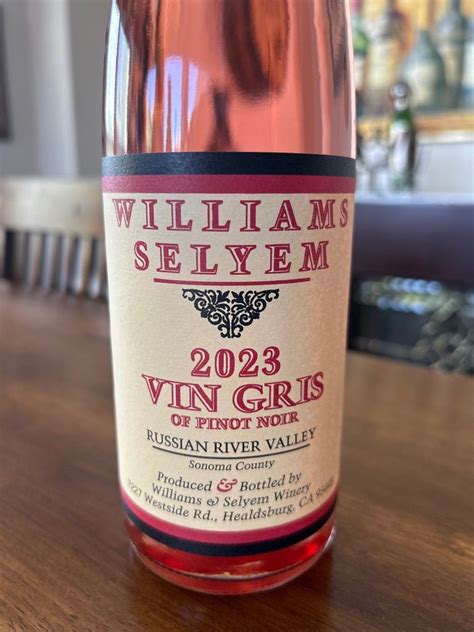 WILLIAMS
SELYEM
2023
VIN GRIS
OF PINOT NOIR
RUSSIAN RIVER VALLEY
Sonoma County
Produced & Bottled by
Williams & Selyem Winery
Westside Rd., Healdsburg, CA